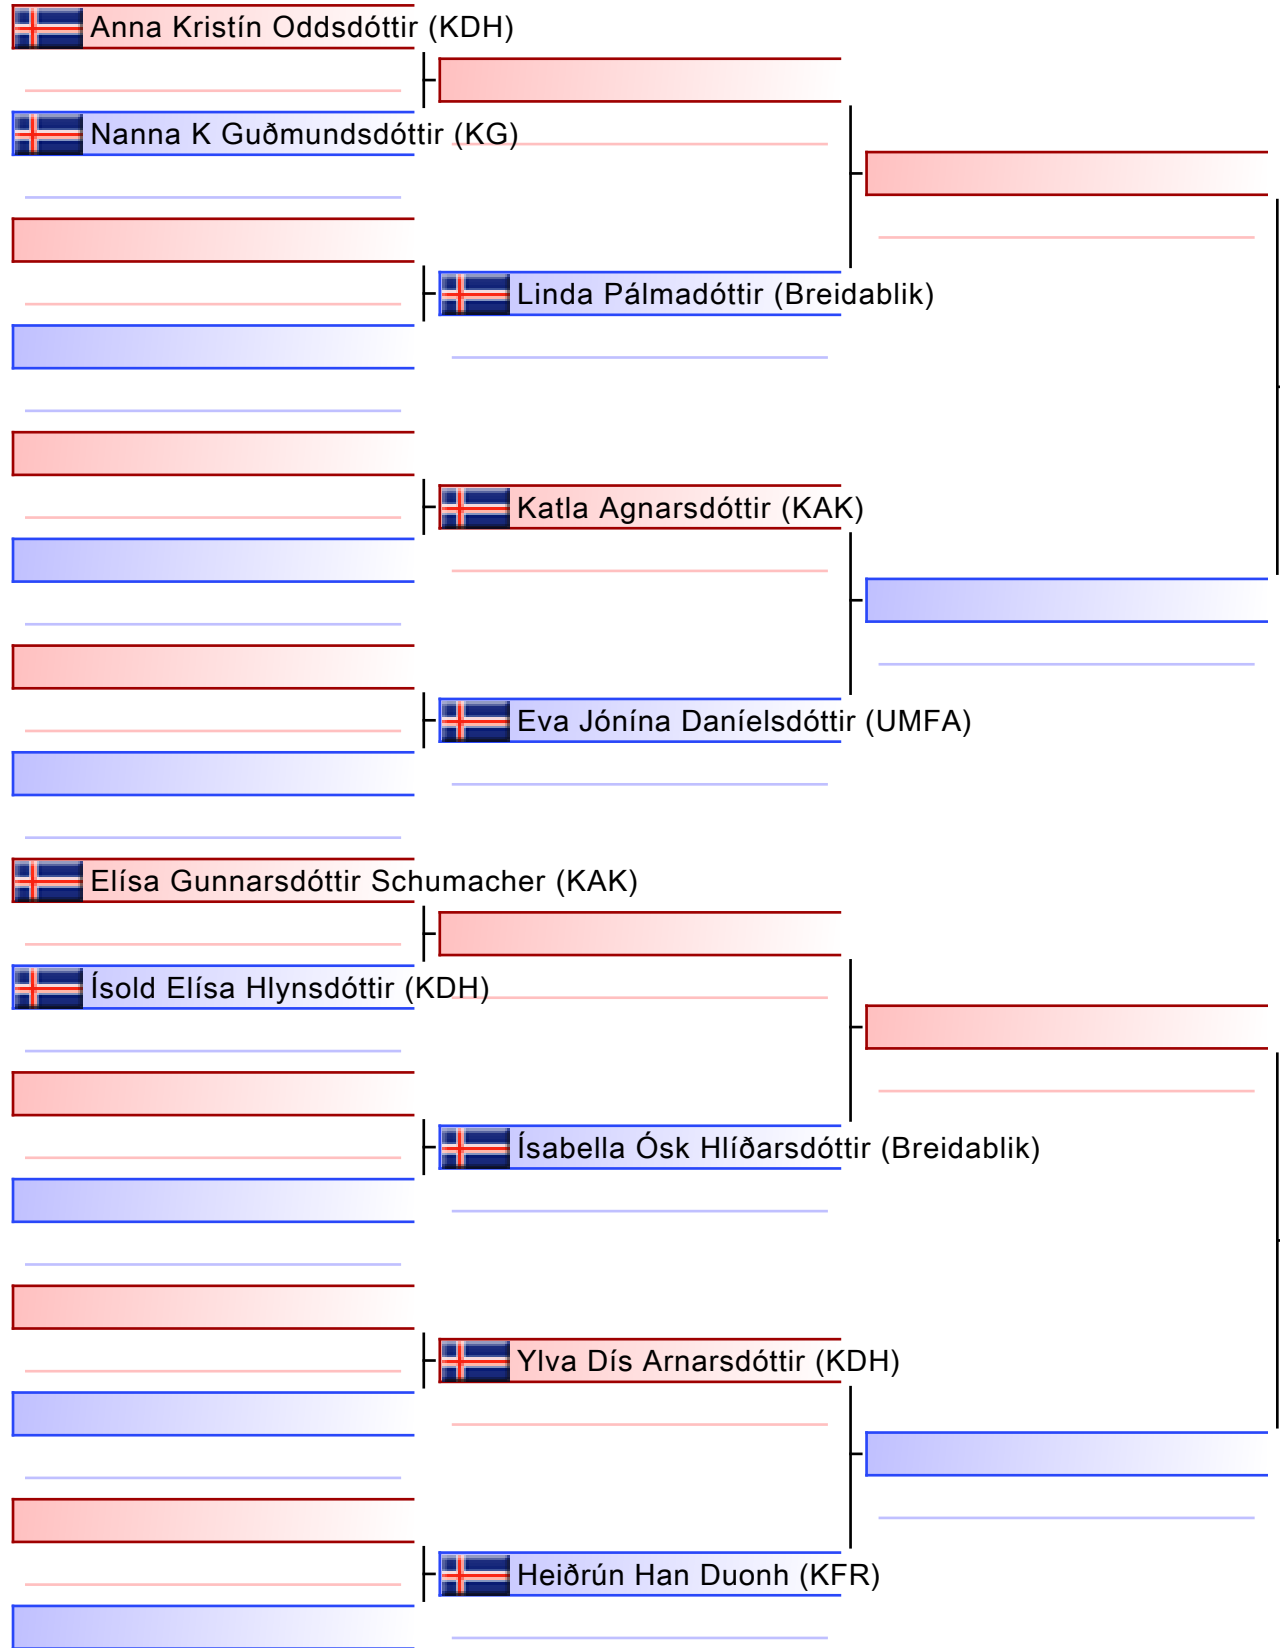 Anna Kristín Oddsdóttir (KDH)
Nanna K Guðmundsdóttir (KG)
Linda Pálmadóttir (Breidablik)
Katla Agnarsdóttir (KAK)
Eva Jónína Daníelsdóttir (UMFA)
Elísa Gunnarsdóttir Schumacher (KAK)
Ísold Elísa Hlynsdóttir (KDH)
Ísabella Ósk Hlíðarsdóttir (Breidablik)
Ylva Dís Arnarsdóttir (KDH)
Heiðrún Han Duonh (KFR)